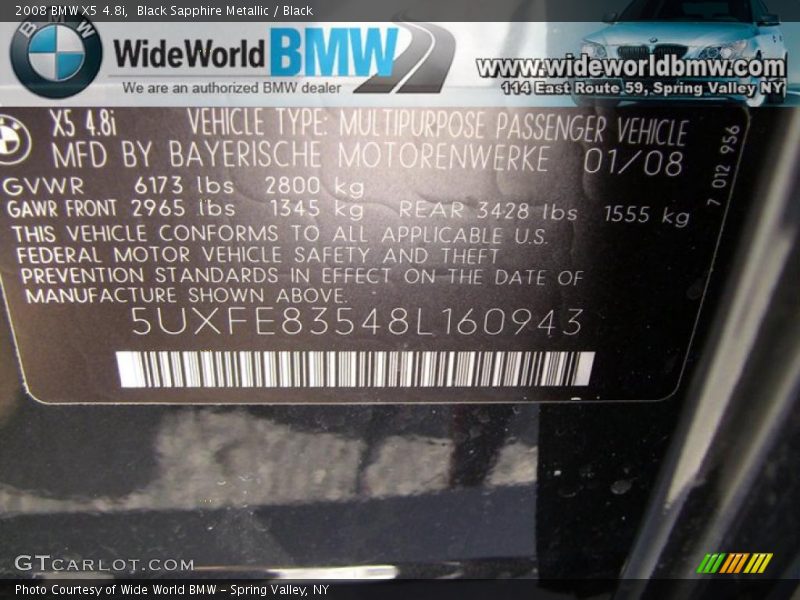 2008 BMW X5 4.8i, Black Sapphire Metallic / Black
BMW
WideWorldBMW
We are an authorized BMW dealer
www.wideworldbmw.com
114 East Route 59, Spring Valley NY
X5 4.8i VEHICLE TYPE: MULTIPURPOSE PASSENGER VEHICLE
MFD BY BAYERISCHE MOTORENWERKE 01/08
GVWR 6173 lbs 2800 kg
GAWR FRONT 2965 lbs 1345 kg REAR 3428 lbs 1555 kg
THIS VEHICLE CONFORMS TO ALL APPLICABLE U.S.
FEDERAL MOTOR VEHICLE SAFETY AND THEFT
PREVENTION STANDARDS IN EFFECT ON THE DATE OF
MANUFACTURE SHOWN ABOVE.
5UXFE83548L160943
7 012 956
GTCARLOT.COM
Photo Courtesy of Wide World BMW - Spring Valley, NY